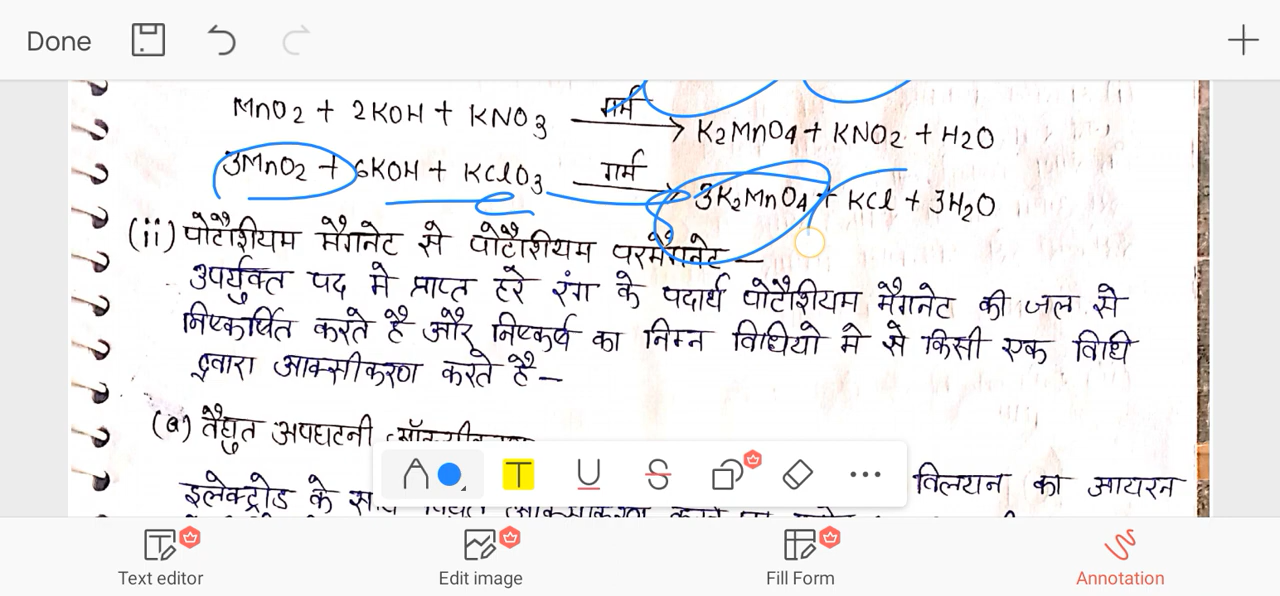 Done
MnO2 + 2KOH + KNO3 गर्म → K2MnO4 + KNO2 + H2O
3MnO2 + 6KOH + KClO3 गर्म → 3K2MnO4 + KCl + 3H2O
(ii) पोटैशियम मैंगनेट से पोटैशियम परमैंगनेट —
उपर्युक्त पद मे प्राप्त हरे रंग के पदार्थ पोटैशियम मैंगनेट की जल से
निष्कर्षित करते है और निष्कर्ष का निम्न विधियो मे से किसी एक विधि
द्वारा आक्सीकरण करते है —
(a) वैद्युत अपघटनी
इलेक्ट्रोड के विलयन का आयरन
T U S
Text editor
Edit image
Fill Form
Annotation